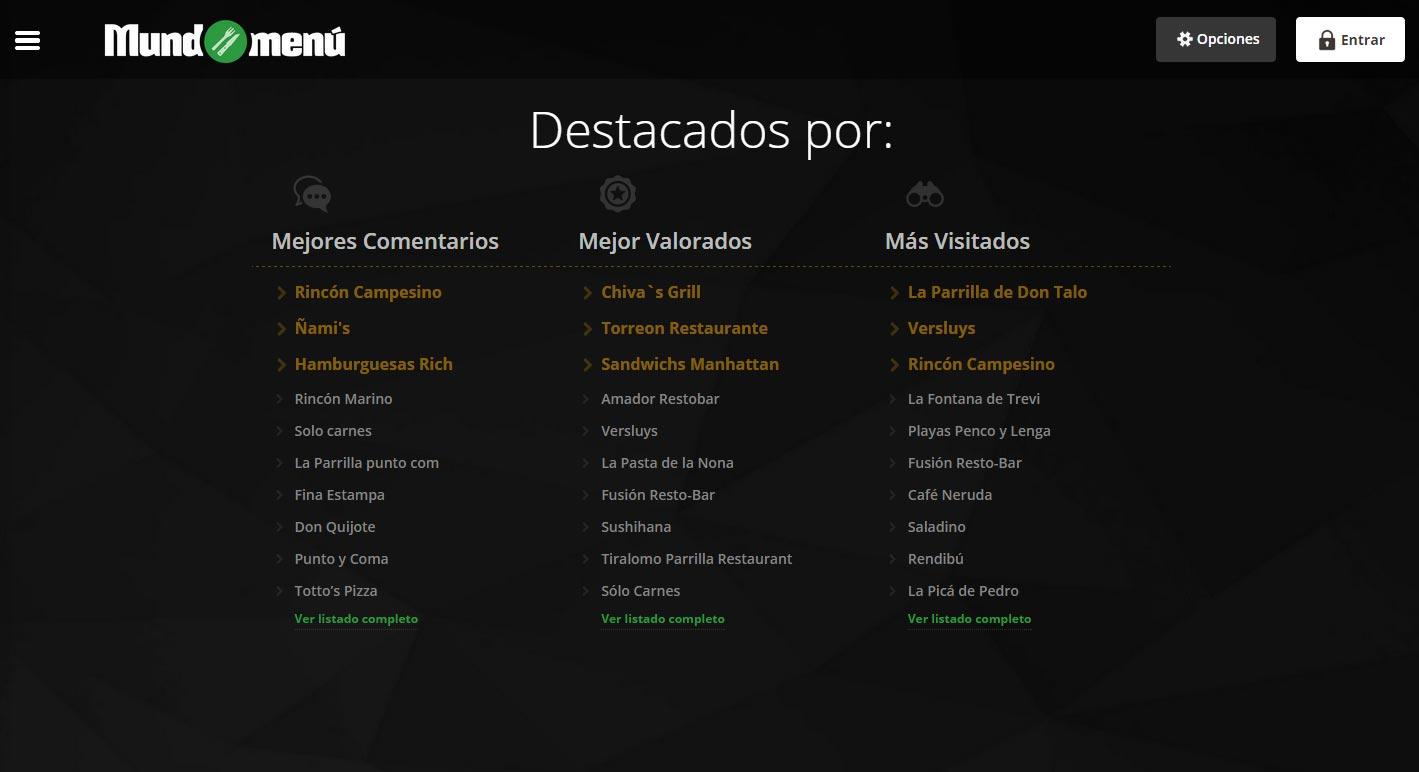 Mundomenú
Opciones
Entrar
Destacados por:
Mejores Comentarios
Rincón Campesino
Ñami's
Hamburguesas Rich
Rincón Marino
Solo carnes
La Parrilla punto com
Fina Estampa
Don Quijote
Punto y Coma
Totto’s Pizza
Ver listado completo
Mejor Valorados
Chiva`s Grill
Torreon Restaurante
Sandwichs Manhattan
Amador Restobar
Versluys
La Pasta de la Nona
Fusión Resto-Bar
Sushihana
Tiralomo Parrilla Restaurant
Sólo Carnes
Ver listado completo
Más Visitados
La Parrilla de Don Talo
Versluys
Rincón Campesino
La Fontana de Trevi
Playas Penco y Lenga
Fusión Resto-Bar
Café Neruda
Saladino
Rendibú
La Picá de Pedro
Ver listado completo